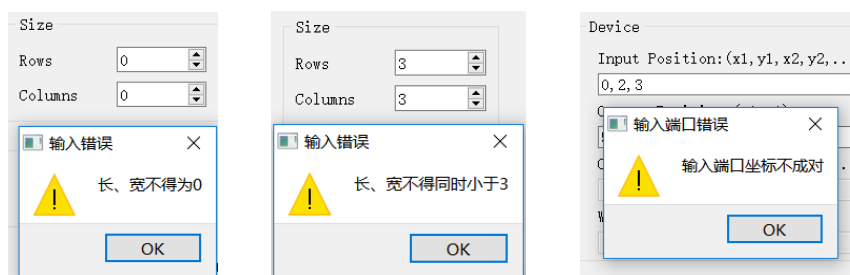 Size
Rows 0
Columns 0
输入错误
长、宽不得为0
OK
Size
Rows 3
Columns 3
输入错误
长、宽不得同时小于3
OK
Device
Input Position:(x1,y1,x2,y2,..
0,2,3
输入端口错误
输入端口坐标不成对
OK